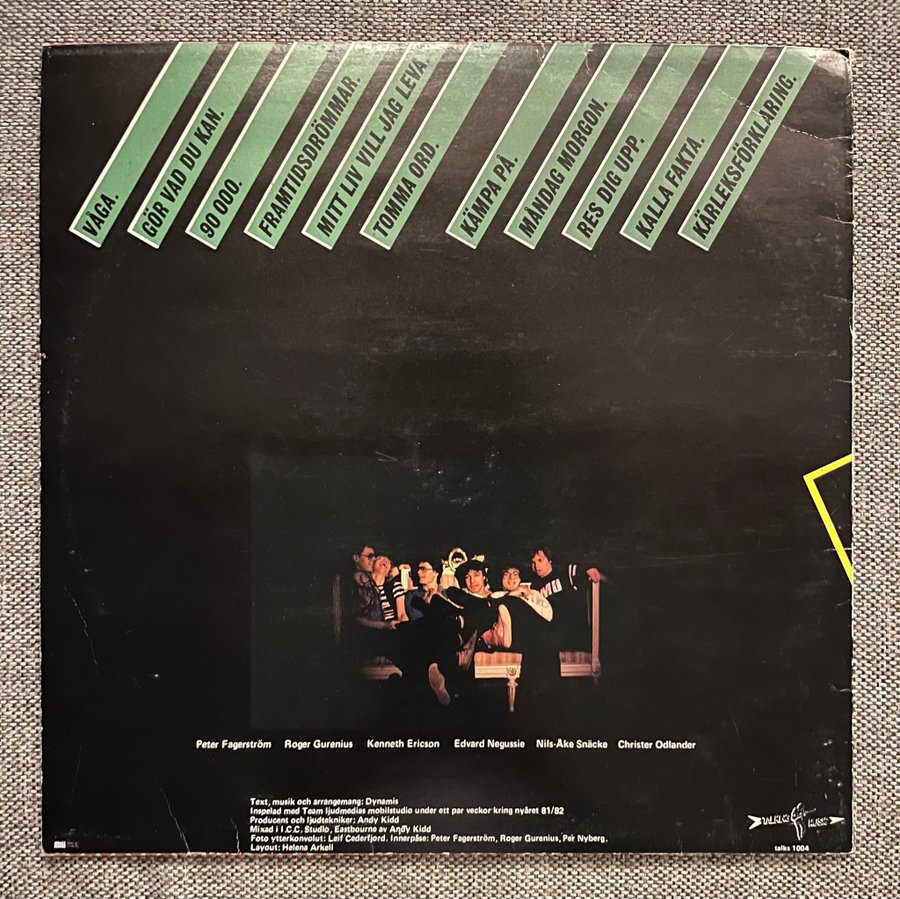 VÅGA.
GÖR VAD DU KAN.
90 000.
FRAMTIDSDRÖMMAR.
MITT LIV VILL JAG LEVA.
TOMMA ORD.
KÄMPA PÅ.
MÅNDAG MORGON.
RES DIG UPP.
KALLA FAKTA.
KÄRLEKSFÖRKLARING.
Peter Fagerström Roger Gurenius Kenneth Ericson Edvard Negussie Nils-Åke Snäcke Christer Odlander
Text, musik och arrangemang: Dynamis
Inspelad med Team ljudmedias mobilstudio under ett par veckor kring nyåret 81/82
Producent och ljudtekniker: Andy Kidd
Mixad i I.C.C. Studio, Eastbourne av Andy Kidd
Foto ytterkonvolut: Leif Cederfjord. Innerpåse: Peter Fagerström, Roger Gurenius, Per Nyberg.
Layout: Helena Arkell
talks 1004